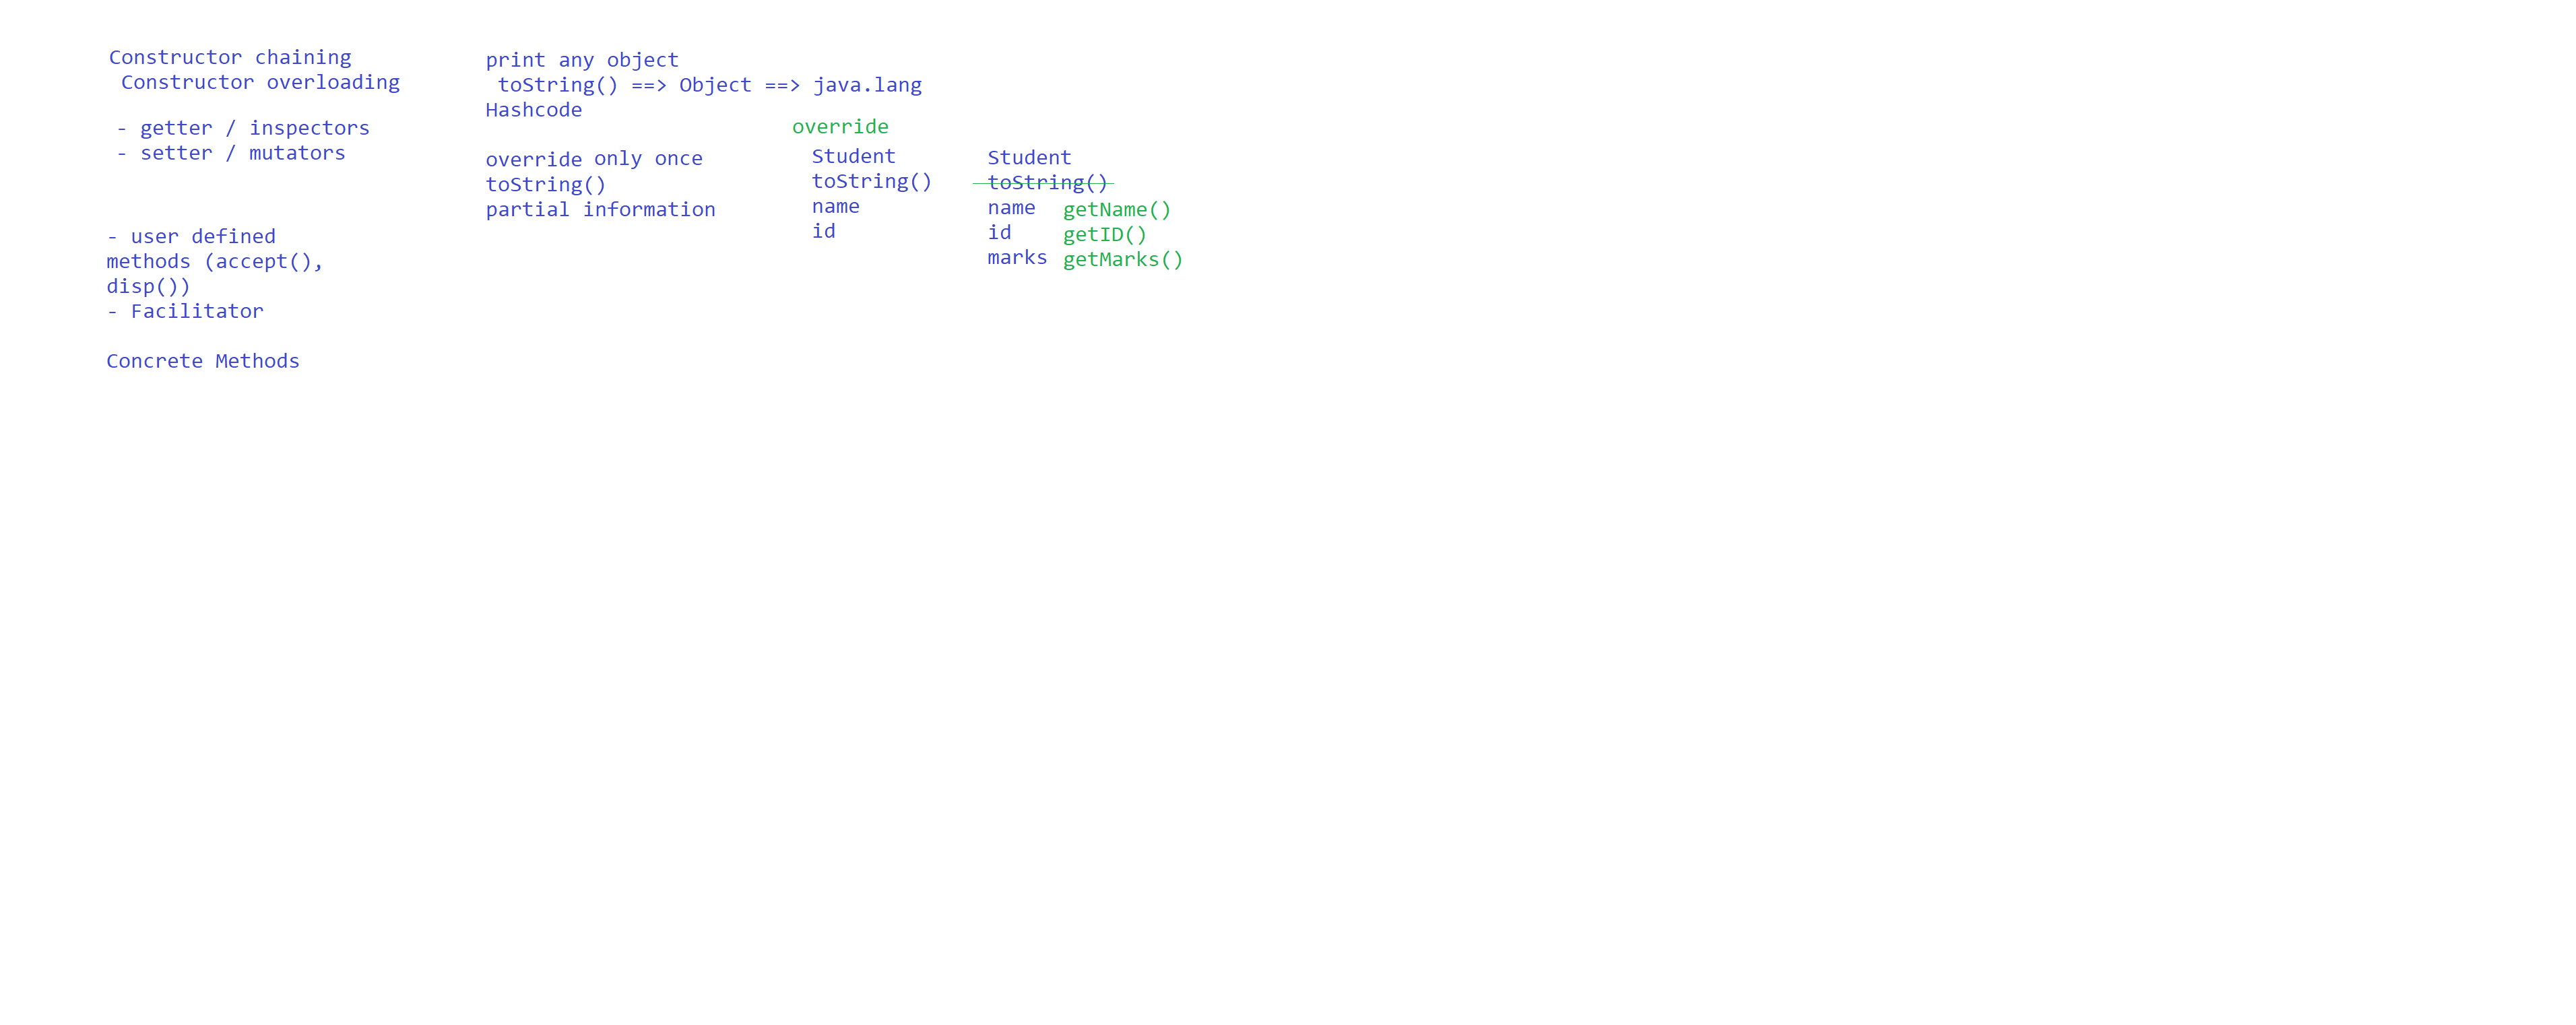 Constructor chaining
Constructor overloading
- getter / inspectors
- setter / mutators
- user defined
methods (accept(),
disp())
- Facilitator
Concrete Methods
print any object
toString() ==> Object ==> java.lang
Hashcode
override only once
toString()
partial information
override
Student
toString()
name
id
Student
toString()
name getName()
id getID()
marks getMarks()